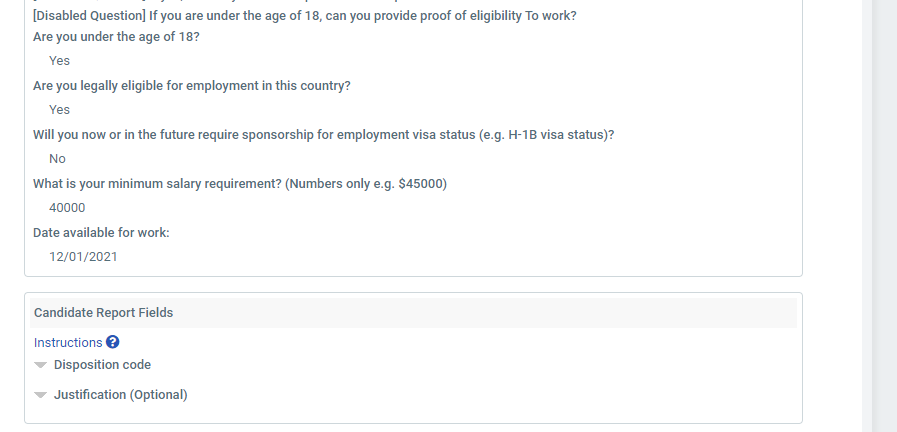 [Disabled Question] If you are under the age of 18, can you provide proof of eligibility To work?
Are you under the age of 18?
Yes
Are you legally eligible for employment in this country?
Yes
Will you now or in the future require sponsorship for employment visa status (e.g. H-1B visa status)?
No
What is your minimum salary requirement? (Numbers only e.g. $45000)
40000
Date available for work:
12/01/2021
Candidate Report Fields
Instructions ?
Disposition code
Justification (Optional)